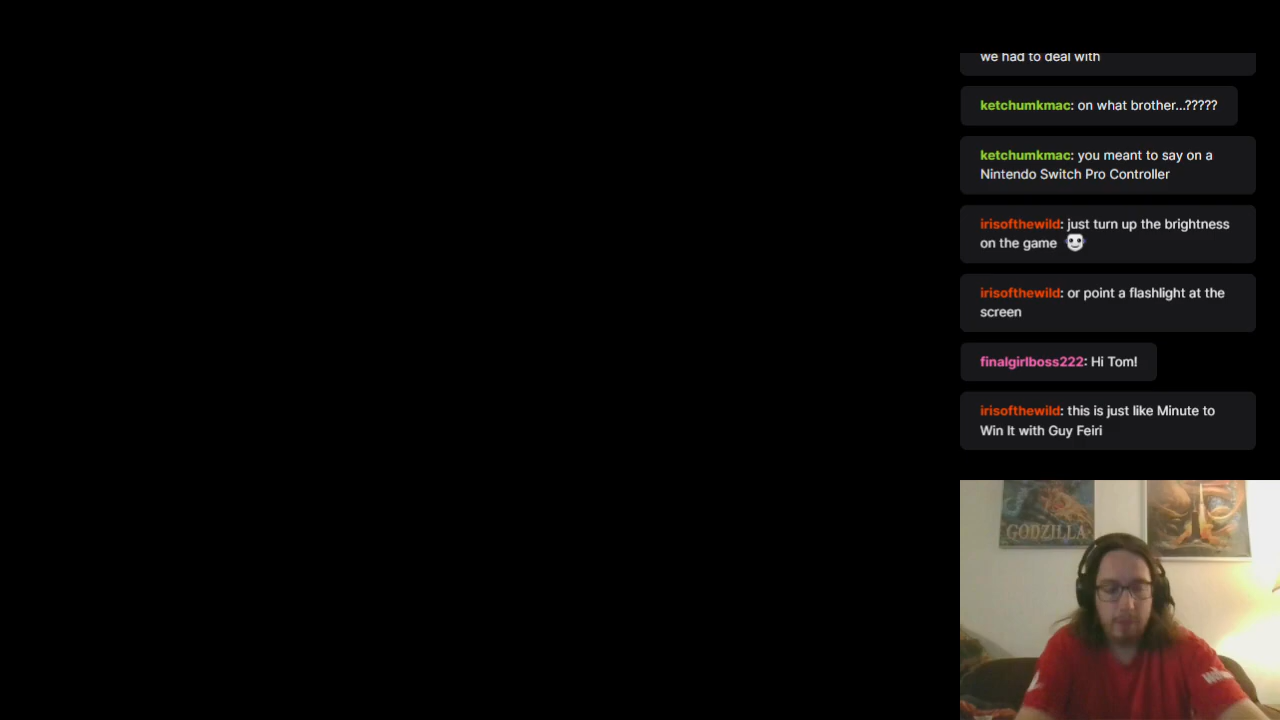 we had to deal with
ketchumkmac: on what brother...?????
ketchumkmac: you meant to say on a
Nintendo Switch Pro Controller
irisofthewild: just turn up the brightness
on the game
irisofthewild: or point a flashlight at the
screen
finalgirlboss222: Hi Tom!
irisofthewild: this is just like Minute to
Win It with Guy Feiri
GODZILLA